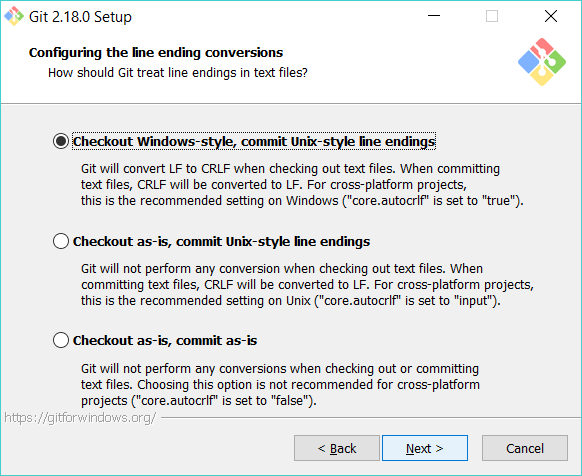 Git 2.18.0 Setup
Configuring the line ending conversions
How should Git treat line endings in text files?
Checkout Windows-style, commit Unix-style line endings
Git will convert LF to CRLF when checking out text files. When committing
text files, CRLF will be converted to LF. For cross-platform projects,
this is the recommended setting on Windows ("core.autocrlf" is set to "true").
Checkout as-is, commit Unix-style line endings
Git will not perform any conversion when checking out text files. When
committing text files, CRLF will be converted to LF. For cross-platform projects,
this is the recommended setting on Unix ("core.autocrlf" is set to "input").
Checkout as-is, commit as-is
Git will not perform any conversions when checking out or committing
text files. Choosing this option is not recommended for cross-platform
projects ("core.autocrlf" is set to "false").
https://gitforwindows.org/
< Back Next > Cancel